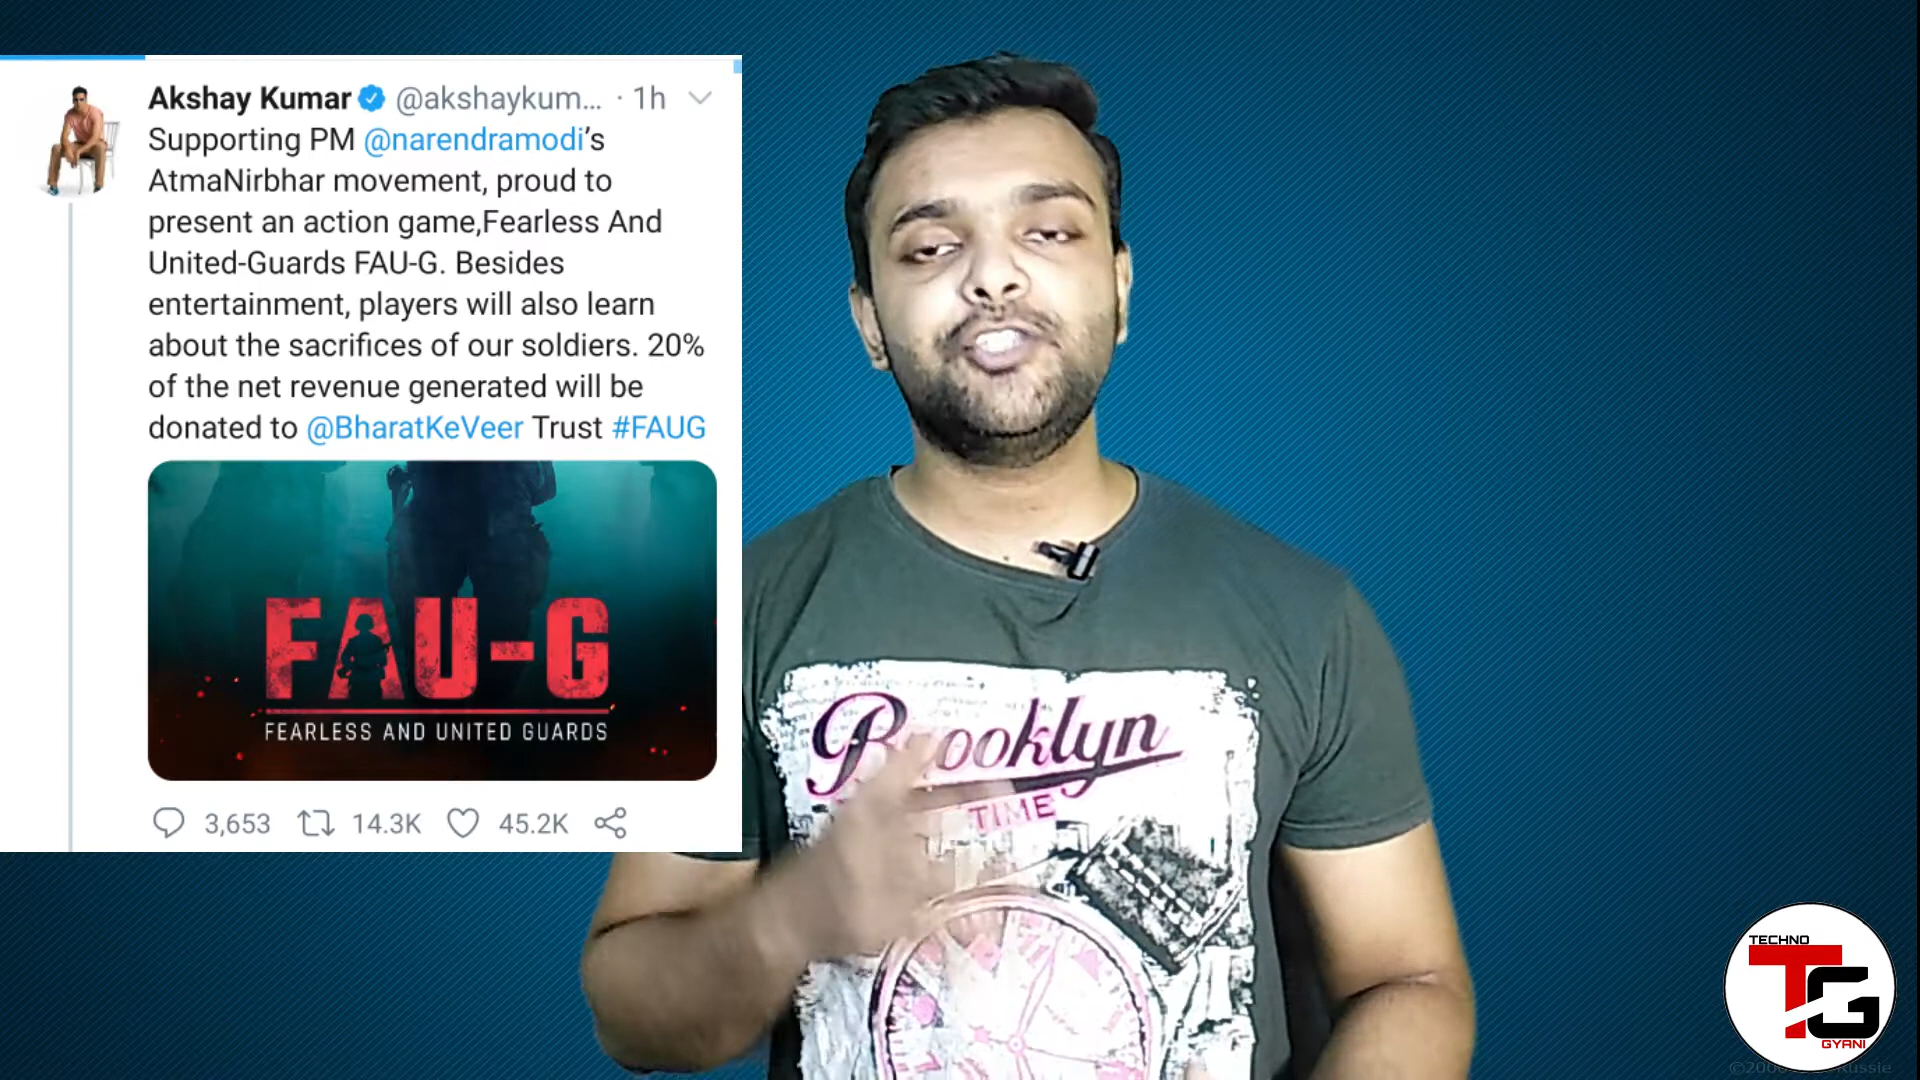 Akshay Kumar @akshaykum... · 1h
Supporting PM @narendramodi's
AtmaNirbhar movement, proud to
present an action game,Fearless And
United-Guards FAU-G. Besides
entertainment, players will also learn
about the sacrifices of our soldiers. 20%
of the net revenue generated will be
donated to @BharatKeVeer Trust #FAUG
FAU-G
FEARLESS AND UNITED GUARDS
3,653 14.3K 45.2K
Brooklyn
TIME
TECHNO
TG
GYANI